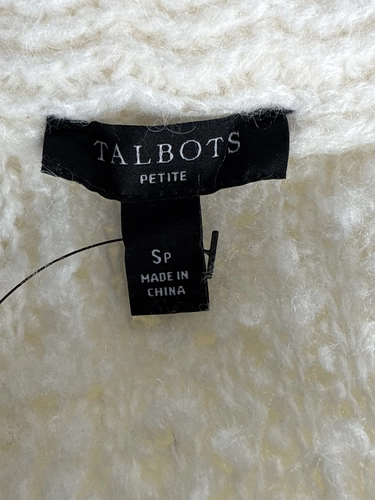 TALBOTS
PETITE
SP
MADE IN
CHINA